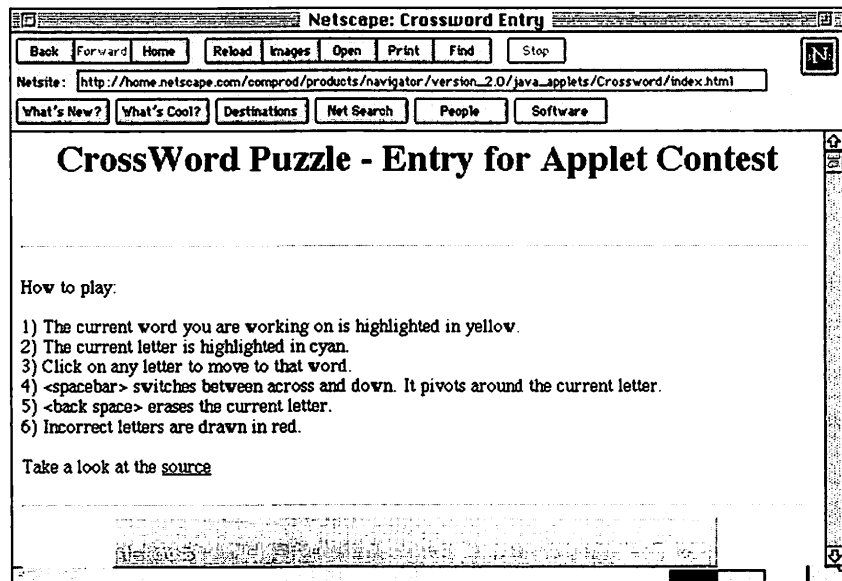 Netscape: Crossword Entry
Back Forward Home Reload Images Open Print Find Stop
N
Netsite: http://home.netscape.com/comprod/products/navigator/version_2.0/java_applets/Crossword/index.html
What's New? What's Cool? Destinations Net Search People Software
CrossWord Puzzle - Entry for Applet Contest
How to play:
1) The current word you are working on is highlighted in yellow.
2) The current letter is highlighted in cyan.
3) Click on any letter to move to that word.
4) <spacebar> switches between across and down. It pivots around the current letter.
5) <back space> erases the current letter.
6) Incorrect letters are drawn in red.
Take a look at the source